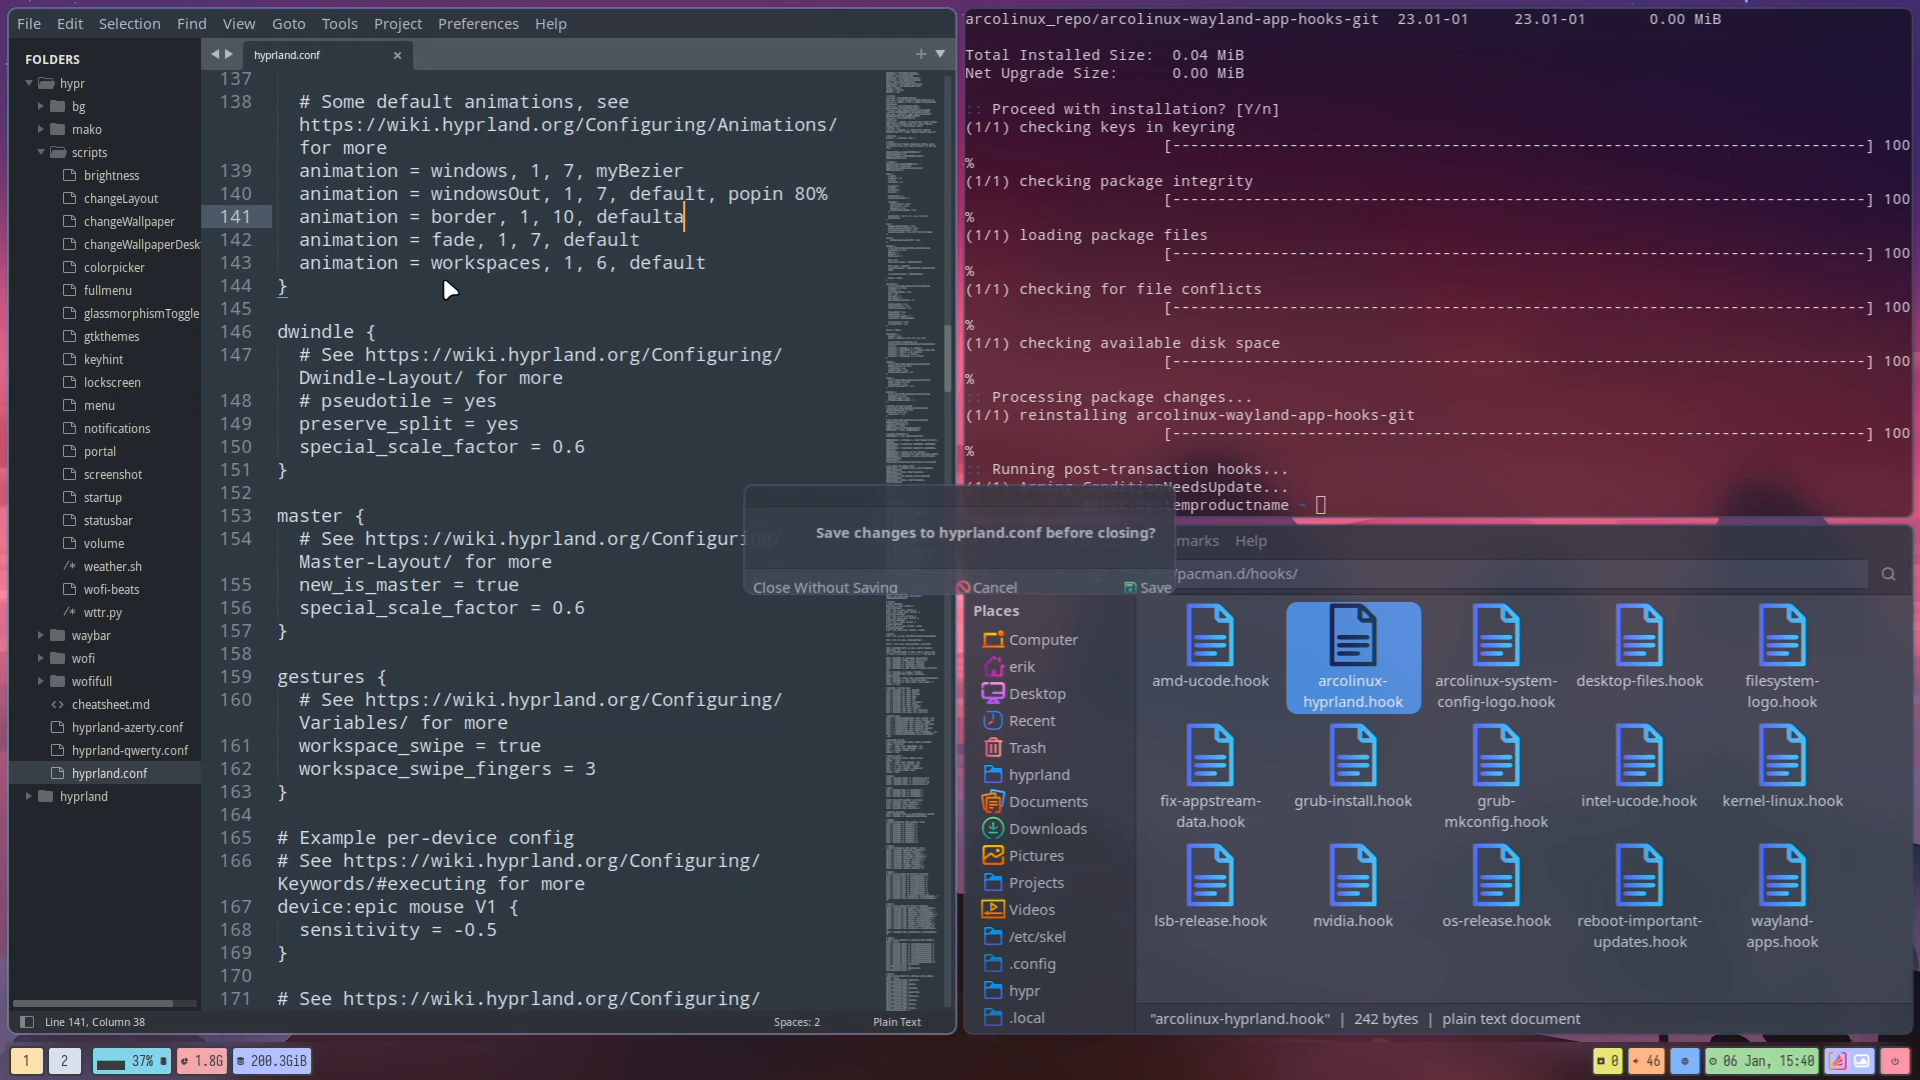 File Edit Selection Find View Goto Tools Project Preferences Help
FOLDERS
hypr
bg
mako
scripts
brightness
changeLayout
changeWallpaper
changeWallpaperDesk
colorpicker
fullmenu
glassmorphismToggle
gtkthemes
keyhint
lockscreen
menu
notifications
portal
screenshot
startup
statusbar
volume
/* weather.sh
wofi-beats
/* wttr.py
waybar
wofi
wofifull
<> cheatsheet.md
hyprland-azerty.conf
hyprland-qwerty.conf
hyprland.conf
hyprland
hyprland.conf
137
138 # Some default animations, see
https://wiki.hyprland.org/Configuring/Animations/
for more
139 animation = windows, 1, 7, myBezier
140 animation = windowsOut, 1, 7, default, popin 80%
141 animation = border, 1, 10, defaulta
142 animation = fade, 1, 7, default
143 animation = workspaces, 1, 6, default
144 }
145
146 dwindle {
147 # See https://wiki.hyprland.org/Configuring/
Dwindle-Layout/ for more
148 # pseudotile = yes
149 preserve_split = yes
150 special_scale_factor = 0.6
151 }
152
153 master {
154 # See https://wiki.hyprland.org/Configuring/
Master-Layout/ for more
155 new_is_master = true
156 special_scale_factor = 0.6
157 }
158
159 gestures {
160 # See https://wiki.hyprland.org/Configuring/
Variables/ for more
161 workspace_swipe = true
162 workspace_swipe_fingers = 3
163 }
164
165 # Example per-device config
166 # See https://wiki.hyprland.org/Configuring/
Keywords/#executing for more
167 device:epic mouse V1 {
168 sensitivity = -0.5
169 }
170
171 # See https://wiki.hyprland.org/Configuring/
Line 141, Column 38 Spaces: 2 Plain Text
arcolinux_repo/arcolinux-wayland-app-hooks-git 23.01-01 23.01-01 0.00 MiB
Total Installed Size: 0.04 MiB
Net Upgrade Size: 0.00 MiB
:: Proceed with installation? [Y/n]
(1/1) checking keys in keyring
[----------------------------------------------------------------] 100
%
(1/1) checking package integrity
[----------------------------------------------------------------] 100
%
(1/1) loading package files
[----------------------------------------------------------------] 100
%
(1/1) checking for file conflicts
[----------------------------------------------------------------] 100
%
(1/1) checking available disk space
[----------------------------------------------------------------] 100
%
:: Processing package changes...
(1/1) reinstalling arcolinux-wayland-app-hooks-git
[----------------------------------------------------------------] 100
%
:: Running post-transaction hooks...
(1/1) Arming ConditionNeedsUpdate...
systemproductname ~
Save changes to hyprland.conf before closing?
Close Without Saving Cancel Save
marks Help
/pacman.d/hooks/
Places
Computer
erik
Desktop
Recent
Trash
hyprland
Documents
Downloads
Pictures
Projects
Videos
/etc/skel
.config
hypr
.local
amd-ucode.hook
arcolinux-
hyprland.hook
arcolinux-system-
config-logo.hook
desktop-files.hook
filesystem-
logo.hook
fix-appstream-
data.hook
grub-install.hook
grub-
mkconfig.hook
intel-ucode.hook
kernel-linux.hook
lsb-release.hook
nvidia.hook
os-release.hook
reboot-important-
updates.hook
wayland-
apps.hook
"arcolinux-hyprland.hook" | 242 bytes | plain text document
1 2 37% 1.8G 200.3GiB
0 46 06 Jan, 15:40